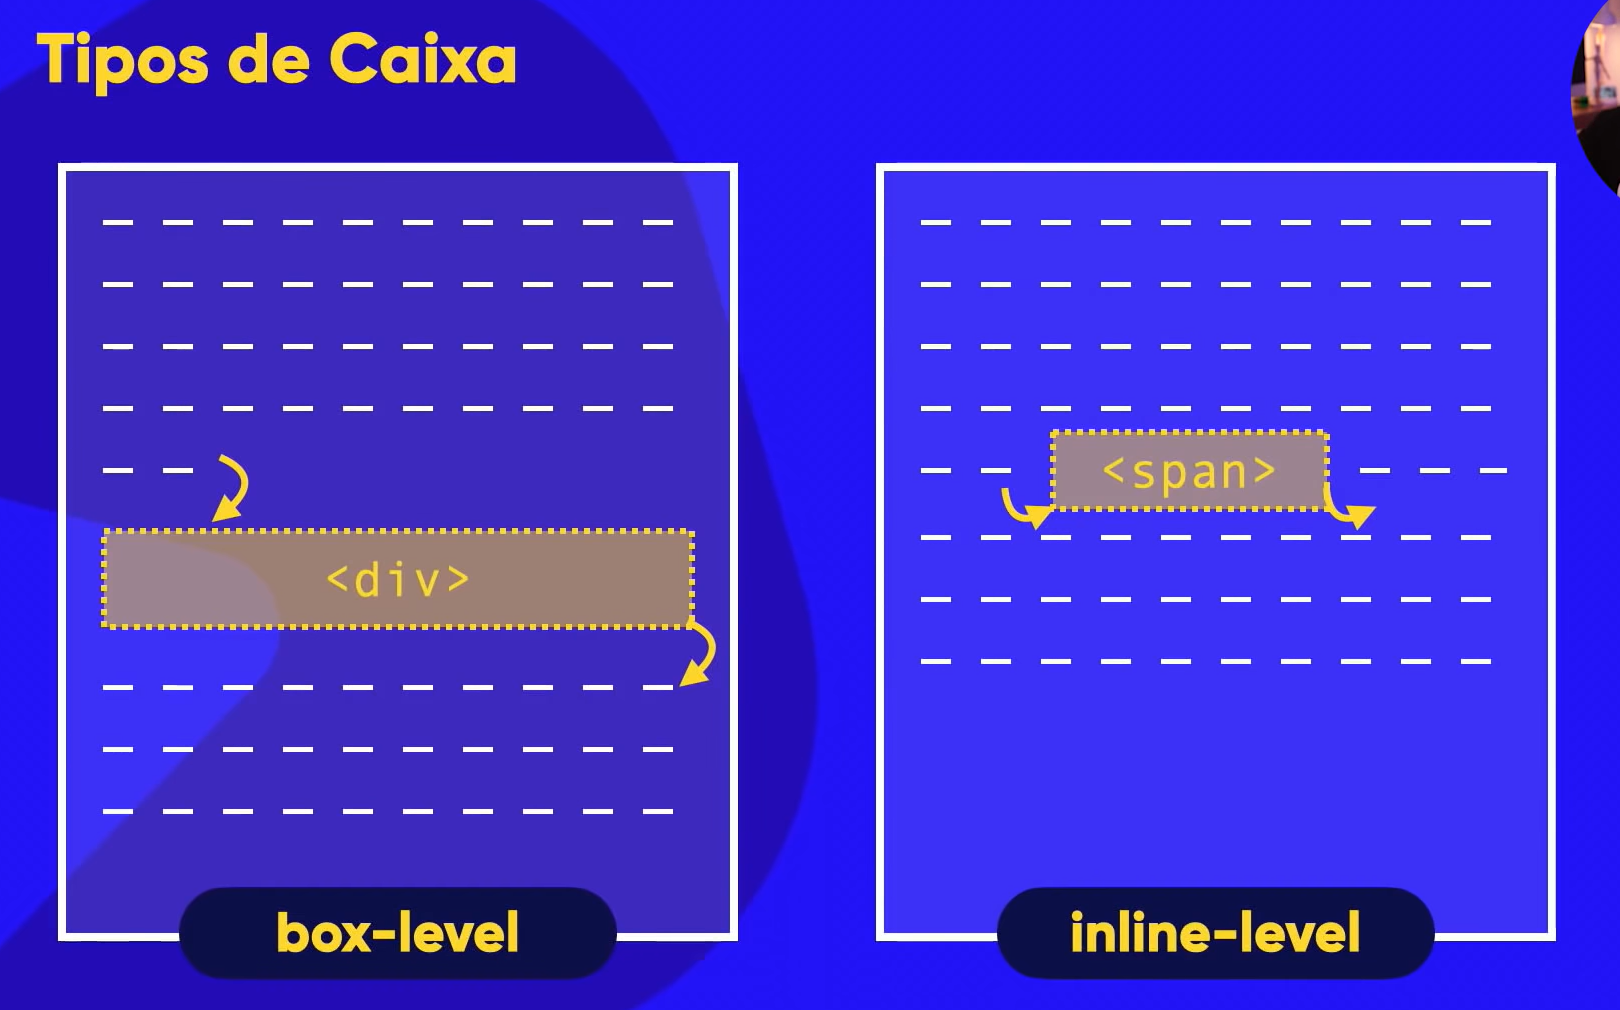 Tipos de Caixa
<div>
box-level
<span>
inline-level